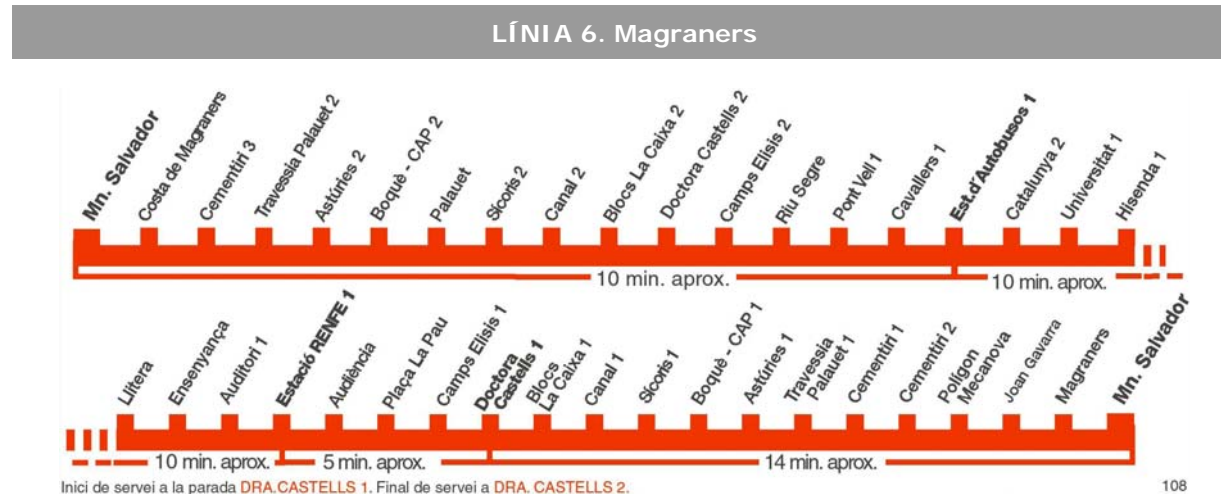 LÍNIA 6. Magraners
Mn. Salvador
Costa de Magraners
Cementiri 3
Travessia Palauet 2
Astúries 2
Boquè - CAP 2
Palauet
Sícoris 2
Canal 2
Blocs La Caixa 2
Doctora Castells 2
Camps Elisis 2
Riu Segre
Pont Vell 1
Cavallers 1
Est.d'Autobusos 1
Catalunya 2
Universitat 1
Hisenda 1
10 min. aprox.
10 min. aprox.
Llitera
Ensenyança
Auditori 1
Estació RENFE 1
Audiència
Plaça La Pau
Camps Elisis 1
Doctora
Castells 1
Blocs
La Caixa 1
Canal 1
Sícoris 1
Boquè - CAP 1
Astúries 1
Travessia
Palauet 1
Cementiri 1
Cementiri 2
Polígon
Mecanova
Joan Gavarra
Magraners
Mn. Salvador
10 min. aprox.
5 min. aprox.
14 min. aprox.
Inici de servei a la parada DRA.CASTELLS 1. Final de servei a DRA. CASTELLS 2.
108